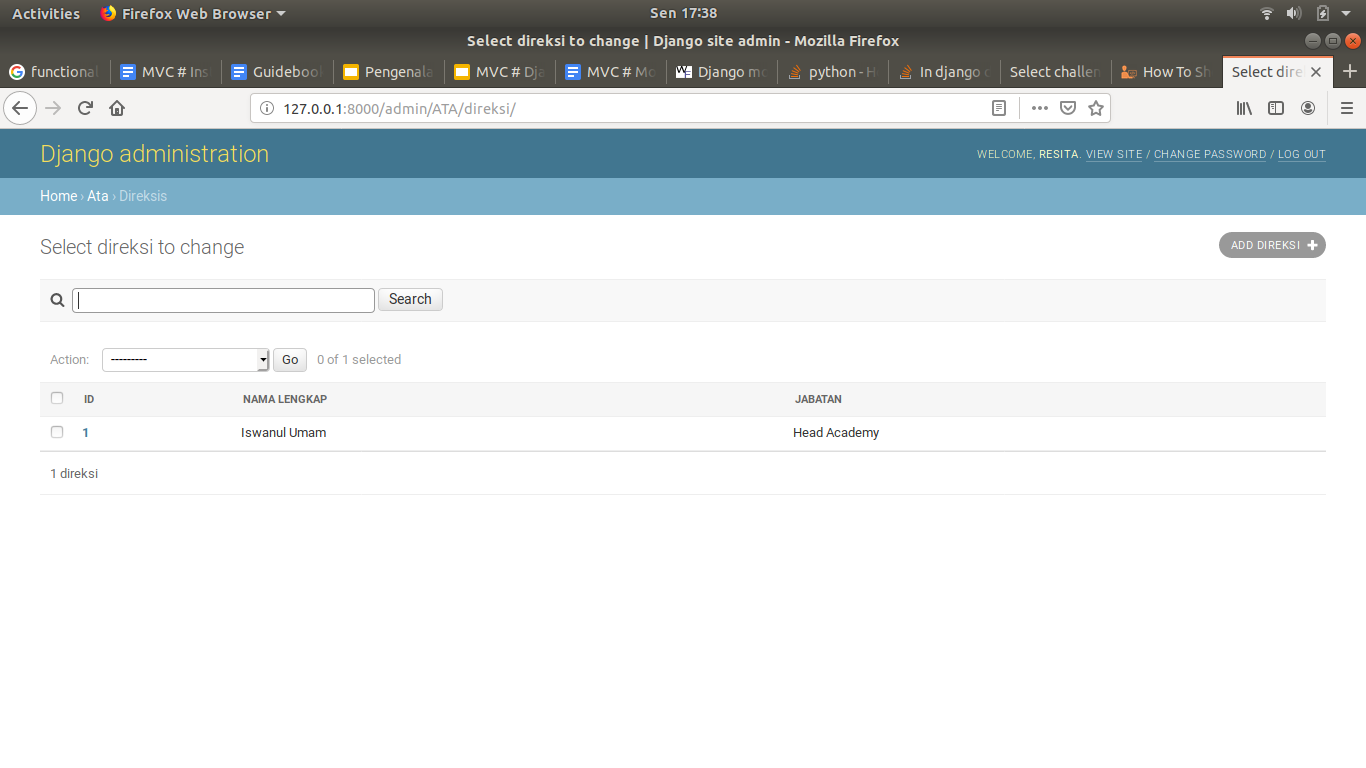 Activities Firefox Web Browser Sen 17:38
Select direksi to change | Django site admin - Mozilla Firefox
functional MVC # Ins Guidebook Pengenala MVC # Dja MVC # Mo Django mo python - H In django c Select challen How To Sh Select dire
127.0.0.1:8000/admin/ATA/direksi/
Django administration WELCOME, RESITA. VIEW SITE / CHANGE PASSWORD / LOG OUT
Home › Ata › Direksis
Select direksi to change ADD DIREKSI
Search
Action: --------- Go 0 of 1 selected
ID NAMA LENGKAP JABATAN
1 Iswanul Umam Head Academy
1 direksi